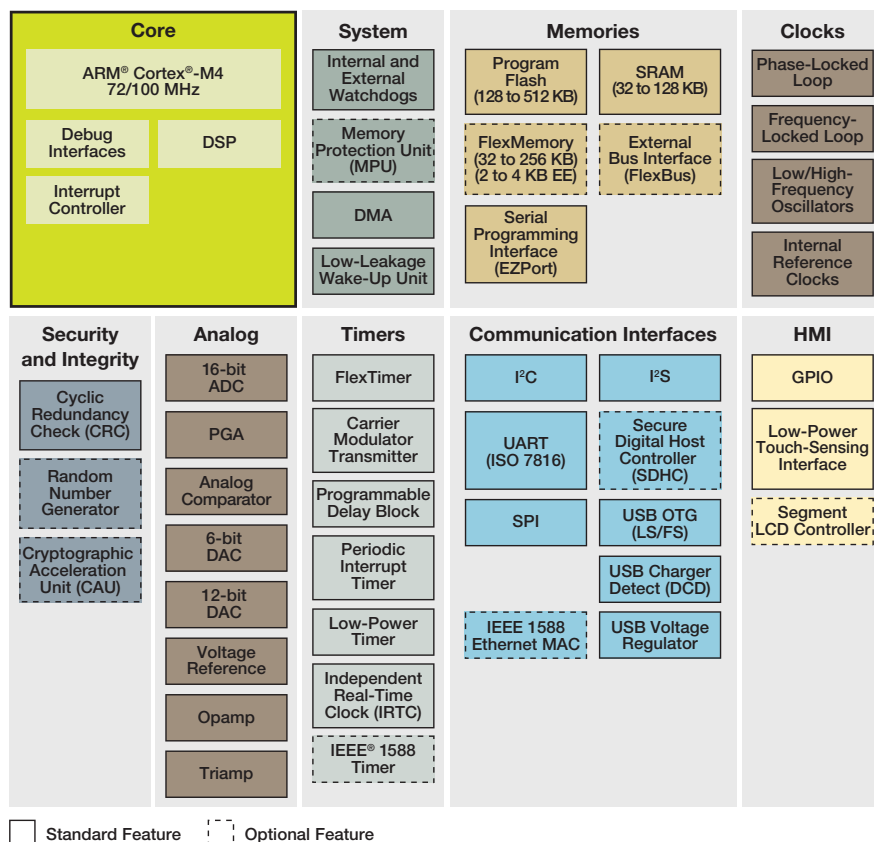 Core
ARM® Cortex®-M4
72/100 MHz
Debug
Interfaces
DSP
Interrupt
Controller
System
Internal and
External
Watchdogs
Memory
Protection Unit
(MPU)
DMA
Low-Leakage
Wake-Up Unit
Memories
Program
Flash
(128 to 512 KB)
SRAM
(32 to 128 KB)
FlexMemory
(32 to 256 KB)
(2 to 4 KB EE)
External
Bus Interface
(FlexBus)
Serial
Programming
Interface
(EZPort)
Clocks
Phase-Locked
Loop
Frequency-
Locked Loop
Low/High-
Frequency
Oscillators
Internal
Reference
Clocks
Security
and Integrity
Cyclic
Redundancy
Check (CRC)
Random
Number
Generator
Cryptographic
Acceleration
Unit (CAU)
Analog
16-bit
ADC
PGA
Analog
Comparator
6-bit
DAC
12-bit
DAC
Voltage
Reference
Opamp
Triamp
Timers
FlexTimer
Carrier
Modulator
Transmitter
Programmable
Delay Block
Periodic
Interrupt
Timer
Low-Power
Timer
Independent
Real-Time
Clock (IRTC)
IEEE® 1588
Timer
Communication Interfaces
I²C
I²S
UART
(ISO 7816)
Secure
Digital Host
Controller
(SDHC)
SPI
USB OTG
(LS/FS)
USB Charger
Detect (DCD)
IEEE 1588
Ethernet MAC
USB Voltage
Regulator
HMI
GPIO
Low-Power
Touch-Sensing
Interface
Segment
LCD Controller
Standard Feature
Optional Feature